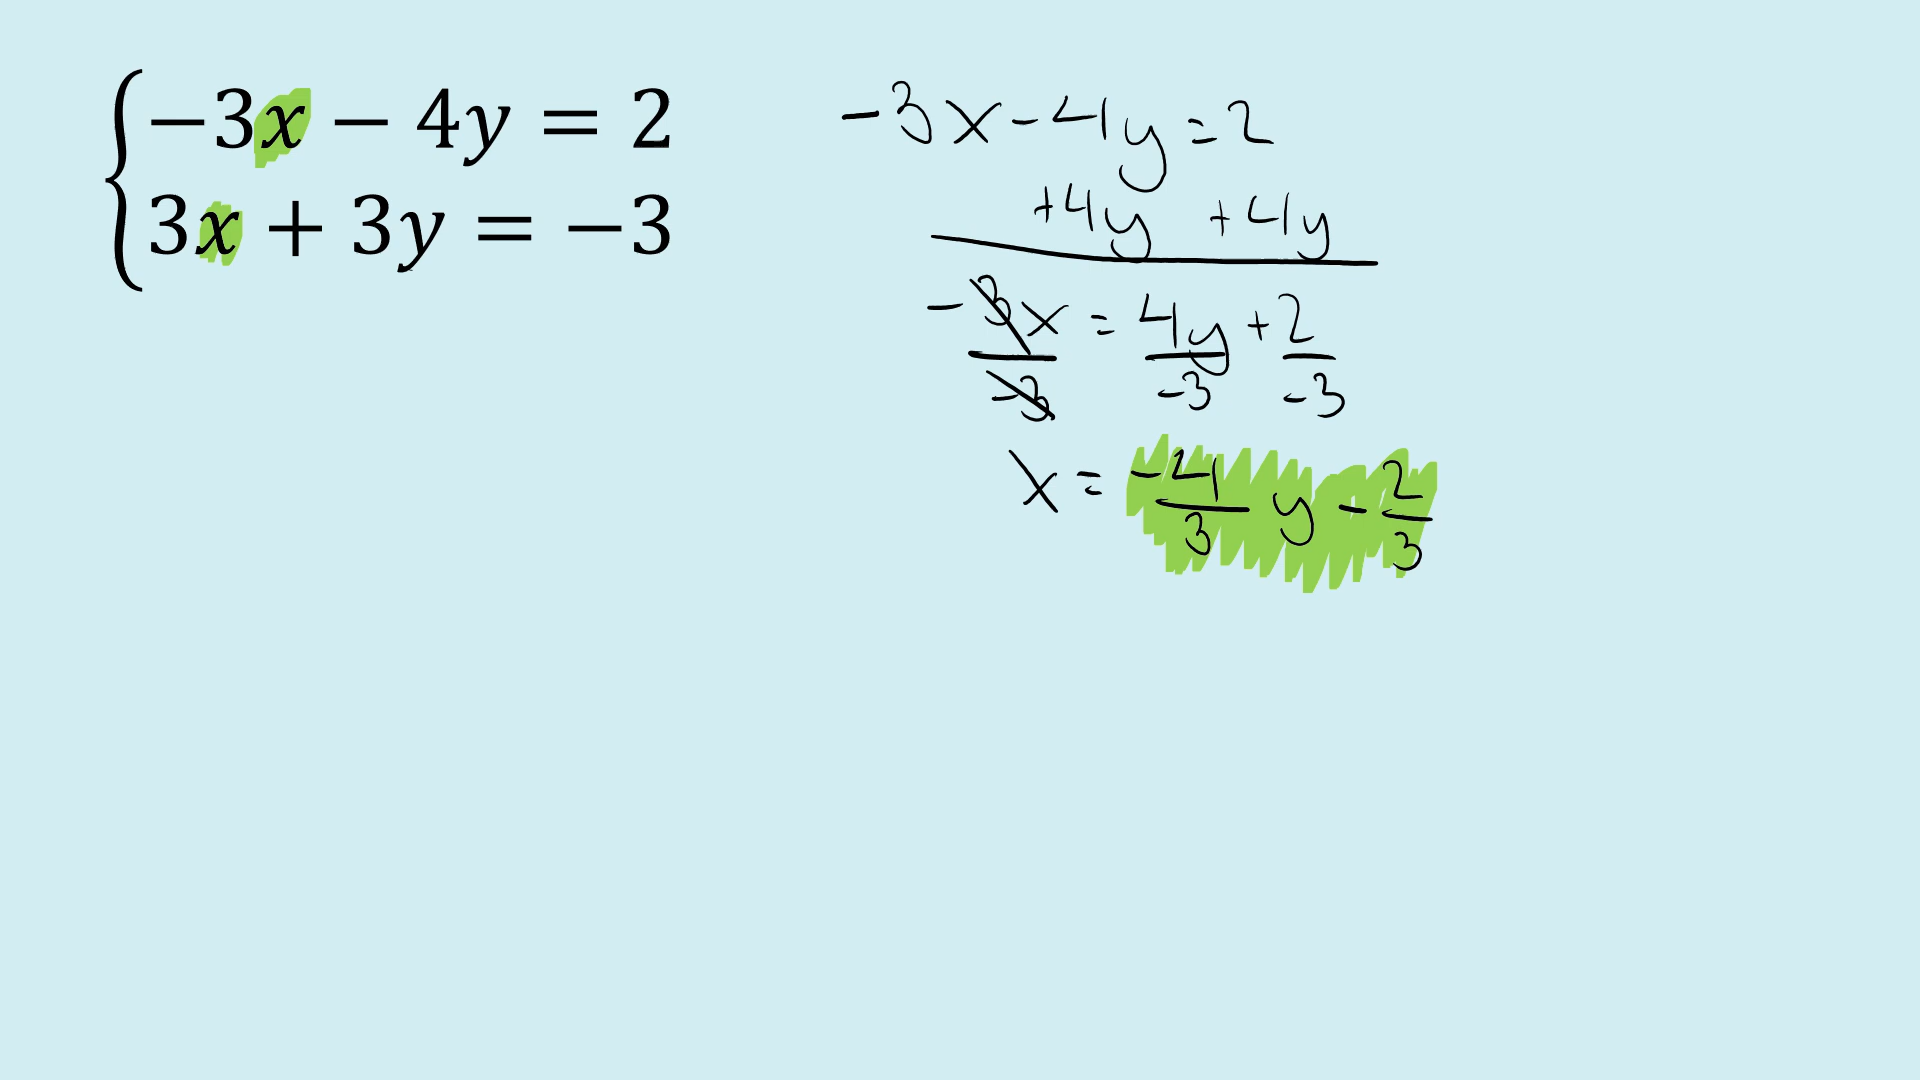 −3x − 4y = 2
3x + 3y = −3
-3x-4y=2
+4y +4y
-3x = 4y + 2
-3 -3 -3
x = -4/3 y - 2/3